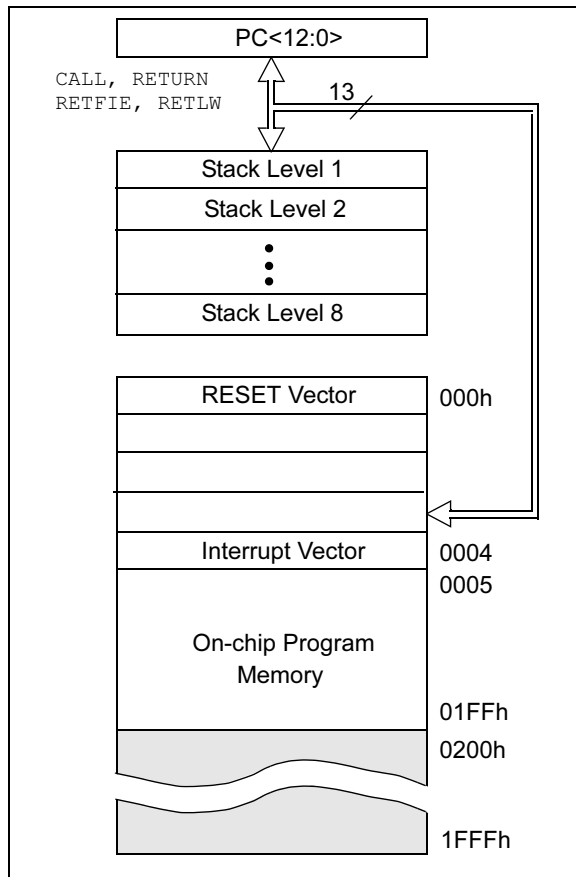 PC<12:0>
CALL, RETURN
RETFIE, RETLW
13
Stack Level 1
Stack Level 2
Stack Level 8
RESET Vector
000h
Interrupt Vector
0004
0005
On-chip Program
Memory
01FFh
0200h
1FFFh